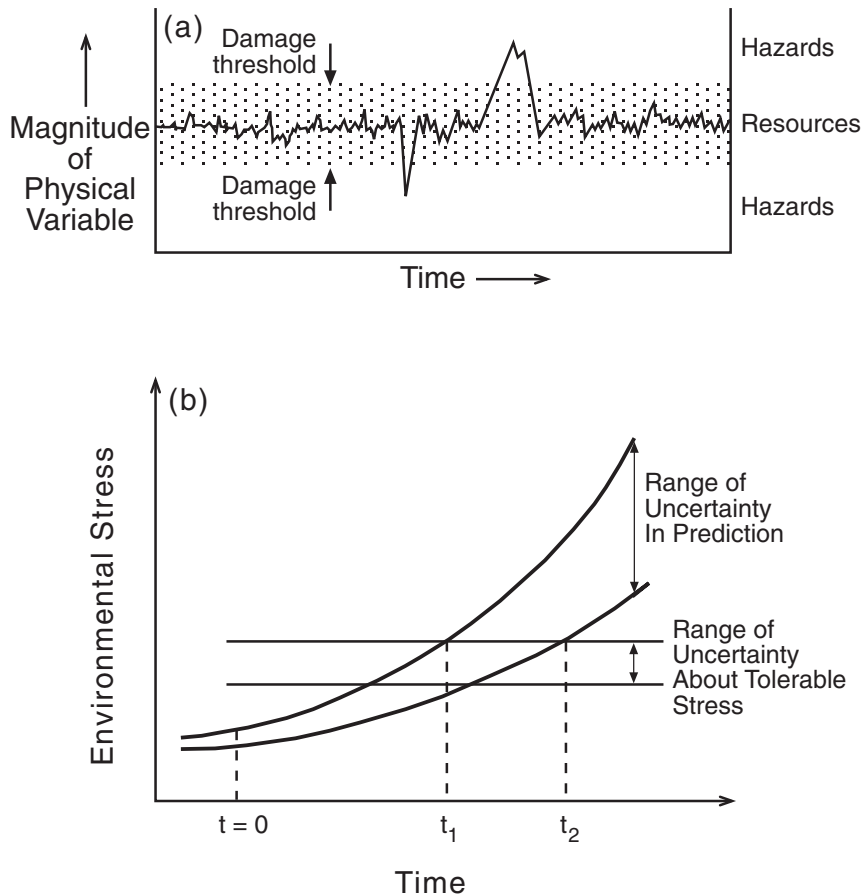 (a)
Damage
threshold
Hazards
Magnitude
of
Physical
Variable
Resources
Damage
threshold
Hazards
Time
(b)
Environmental Stress
Range of
Uncertainty
In Prediction
Range of
Uncertainty
About Tolerable
Stress
t = 0
t1
t2
Time